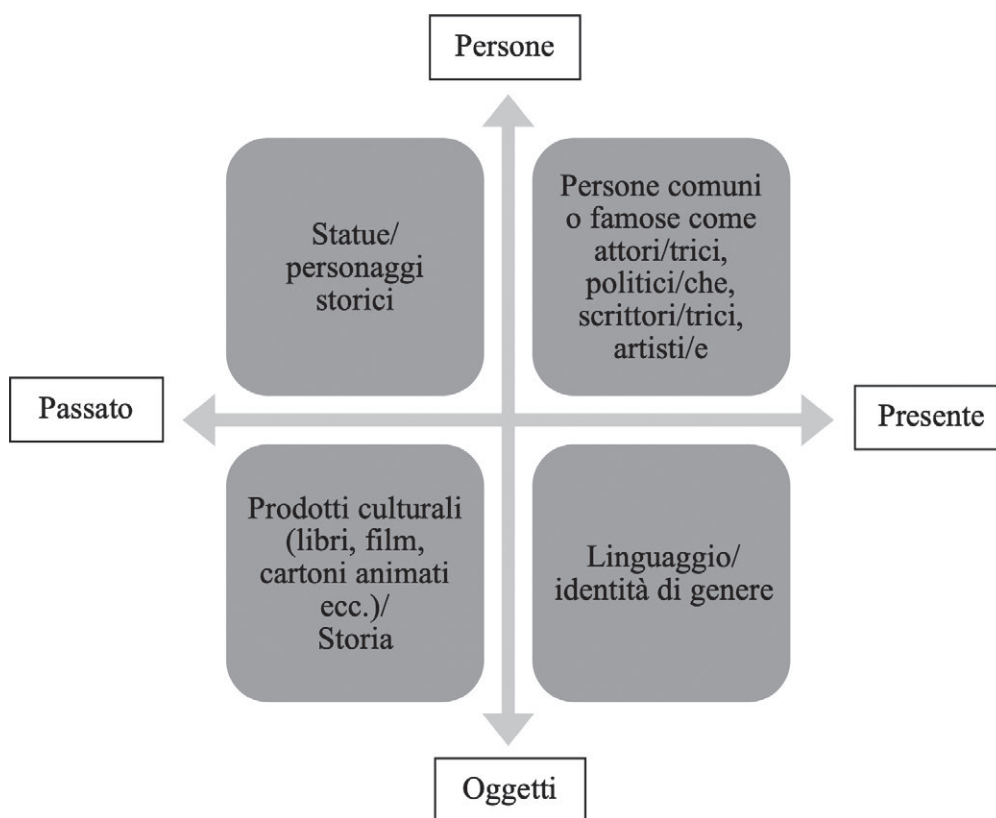 Persone
Statue/
personaggi
storici
Persone comuni
o famose come
attori/trici,
politici/che,
scrittori/trici,
artisti/e
Passato
Presente
Prodotti culturali
(libri, film,
cartoni animati
ecc.)/
Storia
Linguaggio/
identità di genere
Oggetti